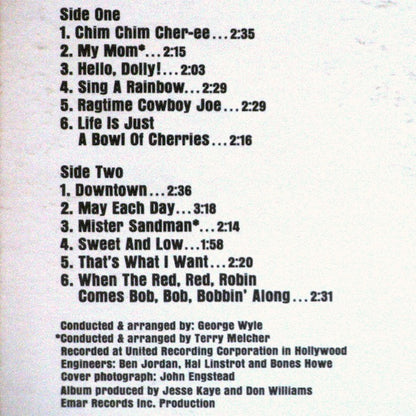 Side One
1. Chim Chim Cher-ee...2:35
2. My Mom*...2:15
3. Hello, Dolly!...2:03
4. Sing A Rainbow...2:29
5. Ragtime Cowboy Joe...2:29
6. Life Is Just
A Bowl Of Cherries...2:16
Side Two
1. Downtown...2:36
2. May Each Day...3:18
3. Mister Sandman*...2:14
4. Sweet And Low...1:58
5. That's What I Want...2:20
6. When The Red, Red, Robin
Comes Bob, Bob, Bobbin' Along...2:31
Conducted & arranged by: George Wyle
*Conducted & arranged by Terry Melcher
Recorded at United Recording Corporation in Hollywood
Engineers: Ben Jordan, Hal Linstrot and Bones Howe
Cover photograph: John Engstead
Album produced by Jesse Kaye and Don Williams
Emar Records Inc. Production